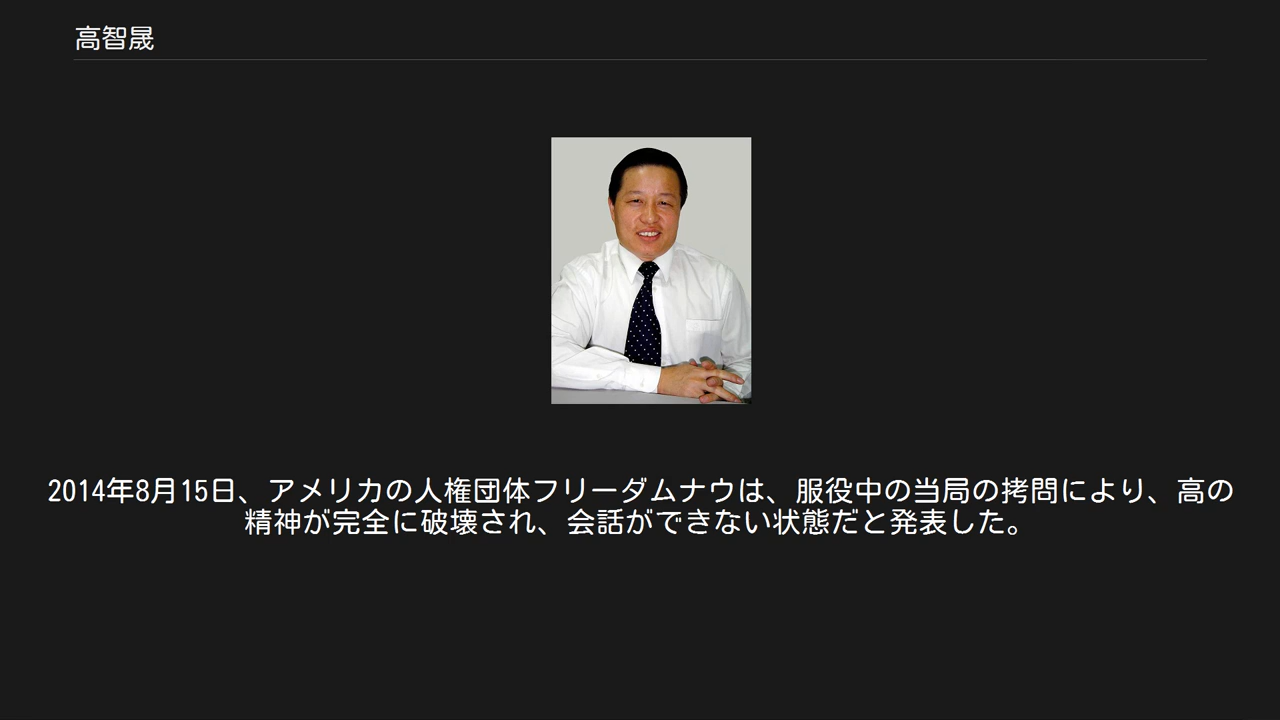 高智晟
2014年8月15日、アメリカの人権団体フリーダムナウは、服役中の当局の拷問により、高の
精神が完全に破壊され、会話ができない状態だと発表した。